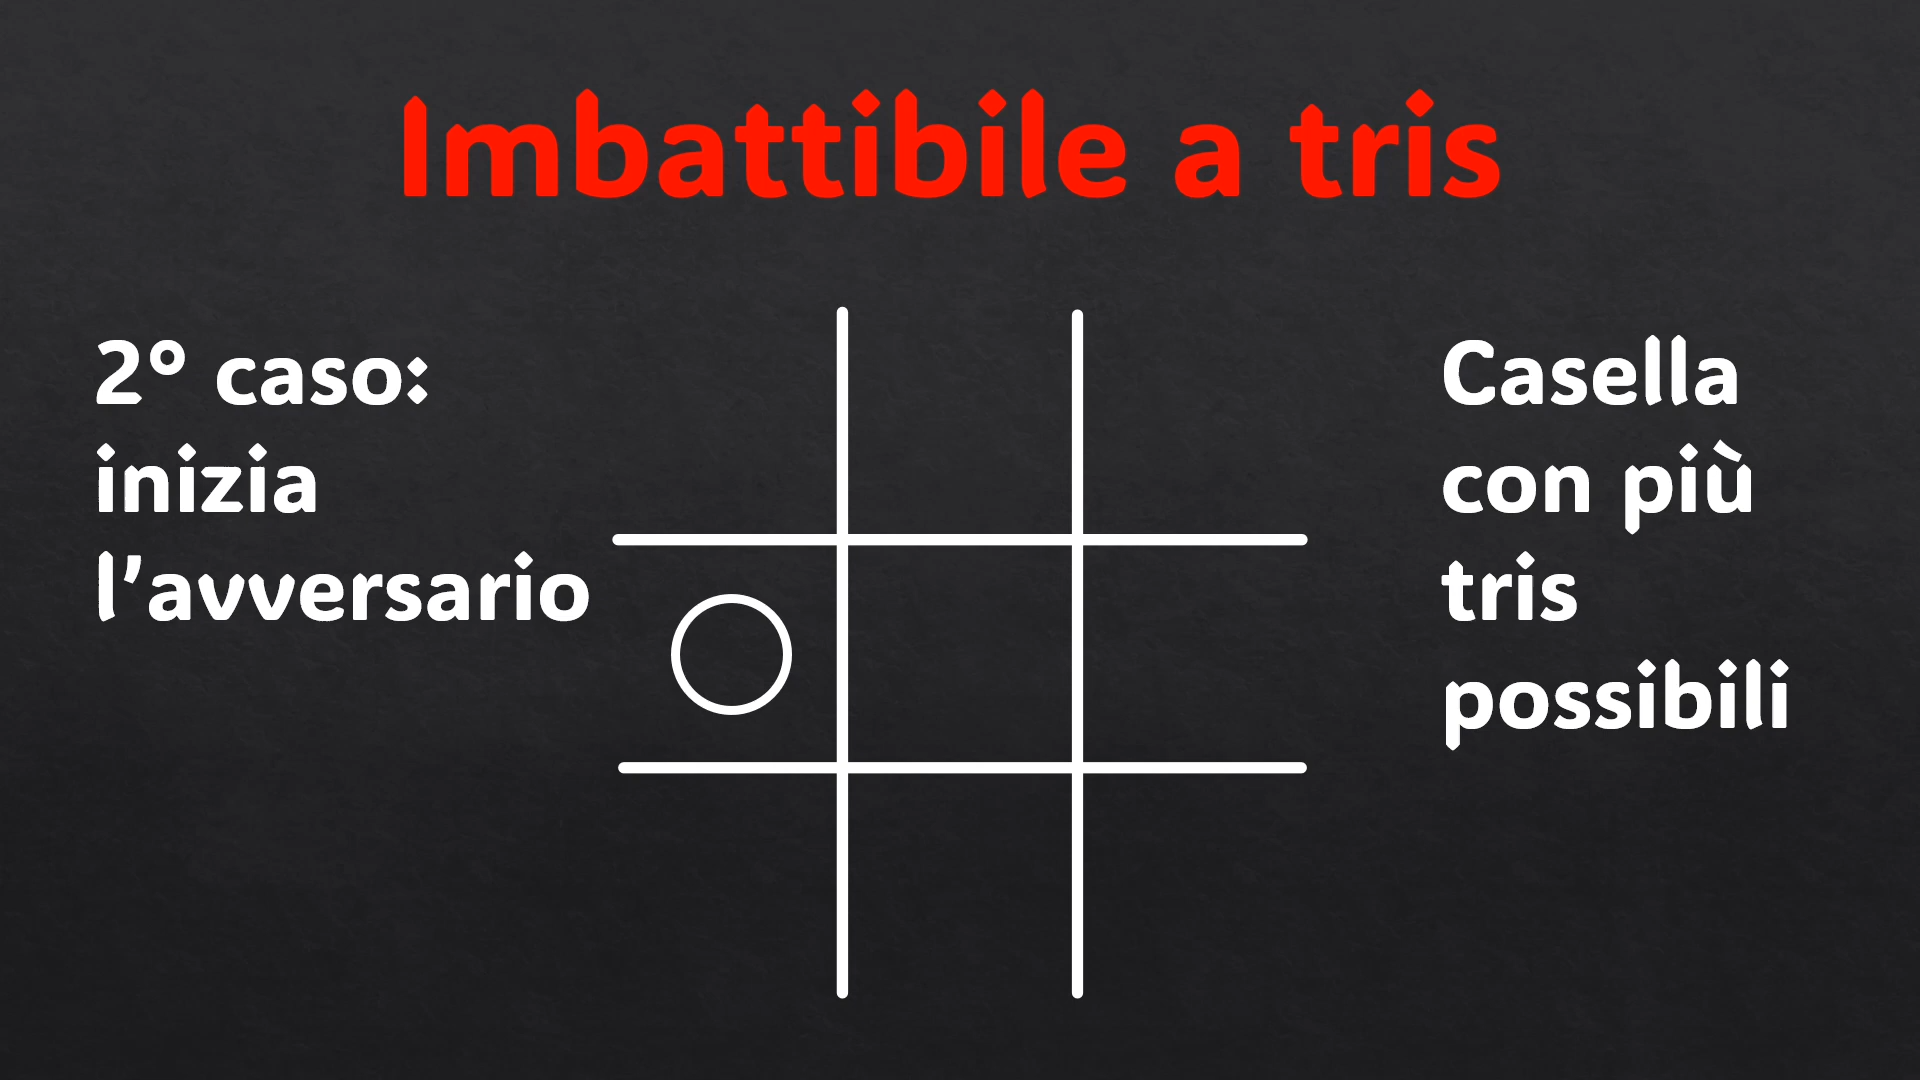 Imbattibile a tris
2° caso:
inizia
l’avversario
Casella
con più
tris
possibili